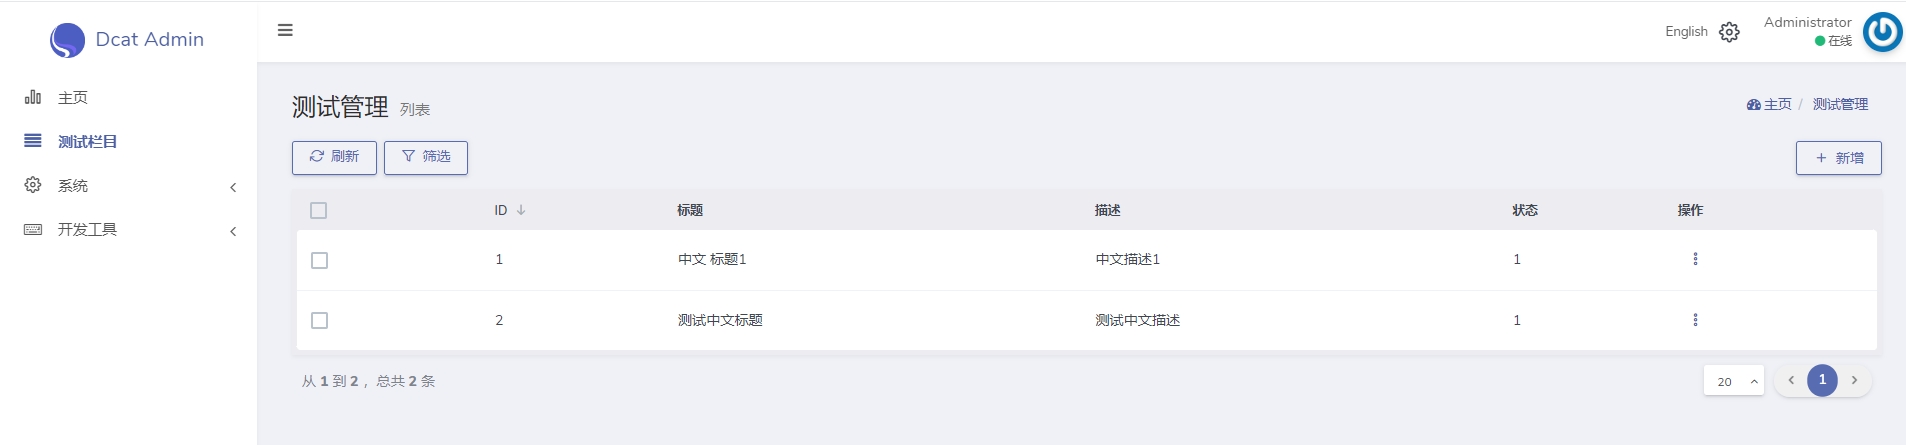 Dcat Admin
English
Administrator
在线
主页
测试栏目
系统
开发工具
测试管理 列表
主页 / 测试管理
刷新 筛选
新增
ID 标题 描述 状态 操作
1 中文 标题1 中文描述1 1
2 测试中文标题 测试中文描述 1
从 1 到 2 ，总共 2 条
20
1